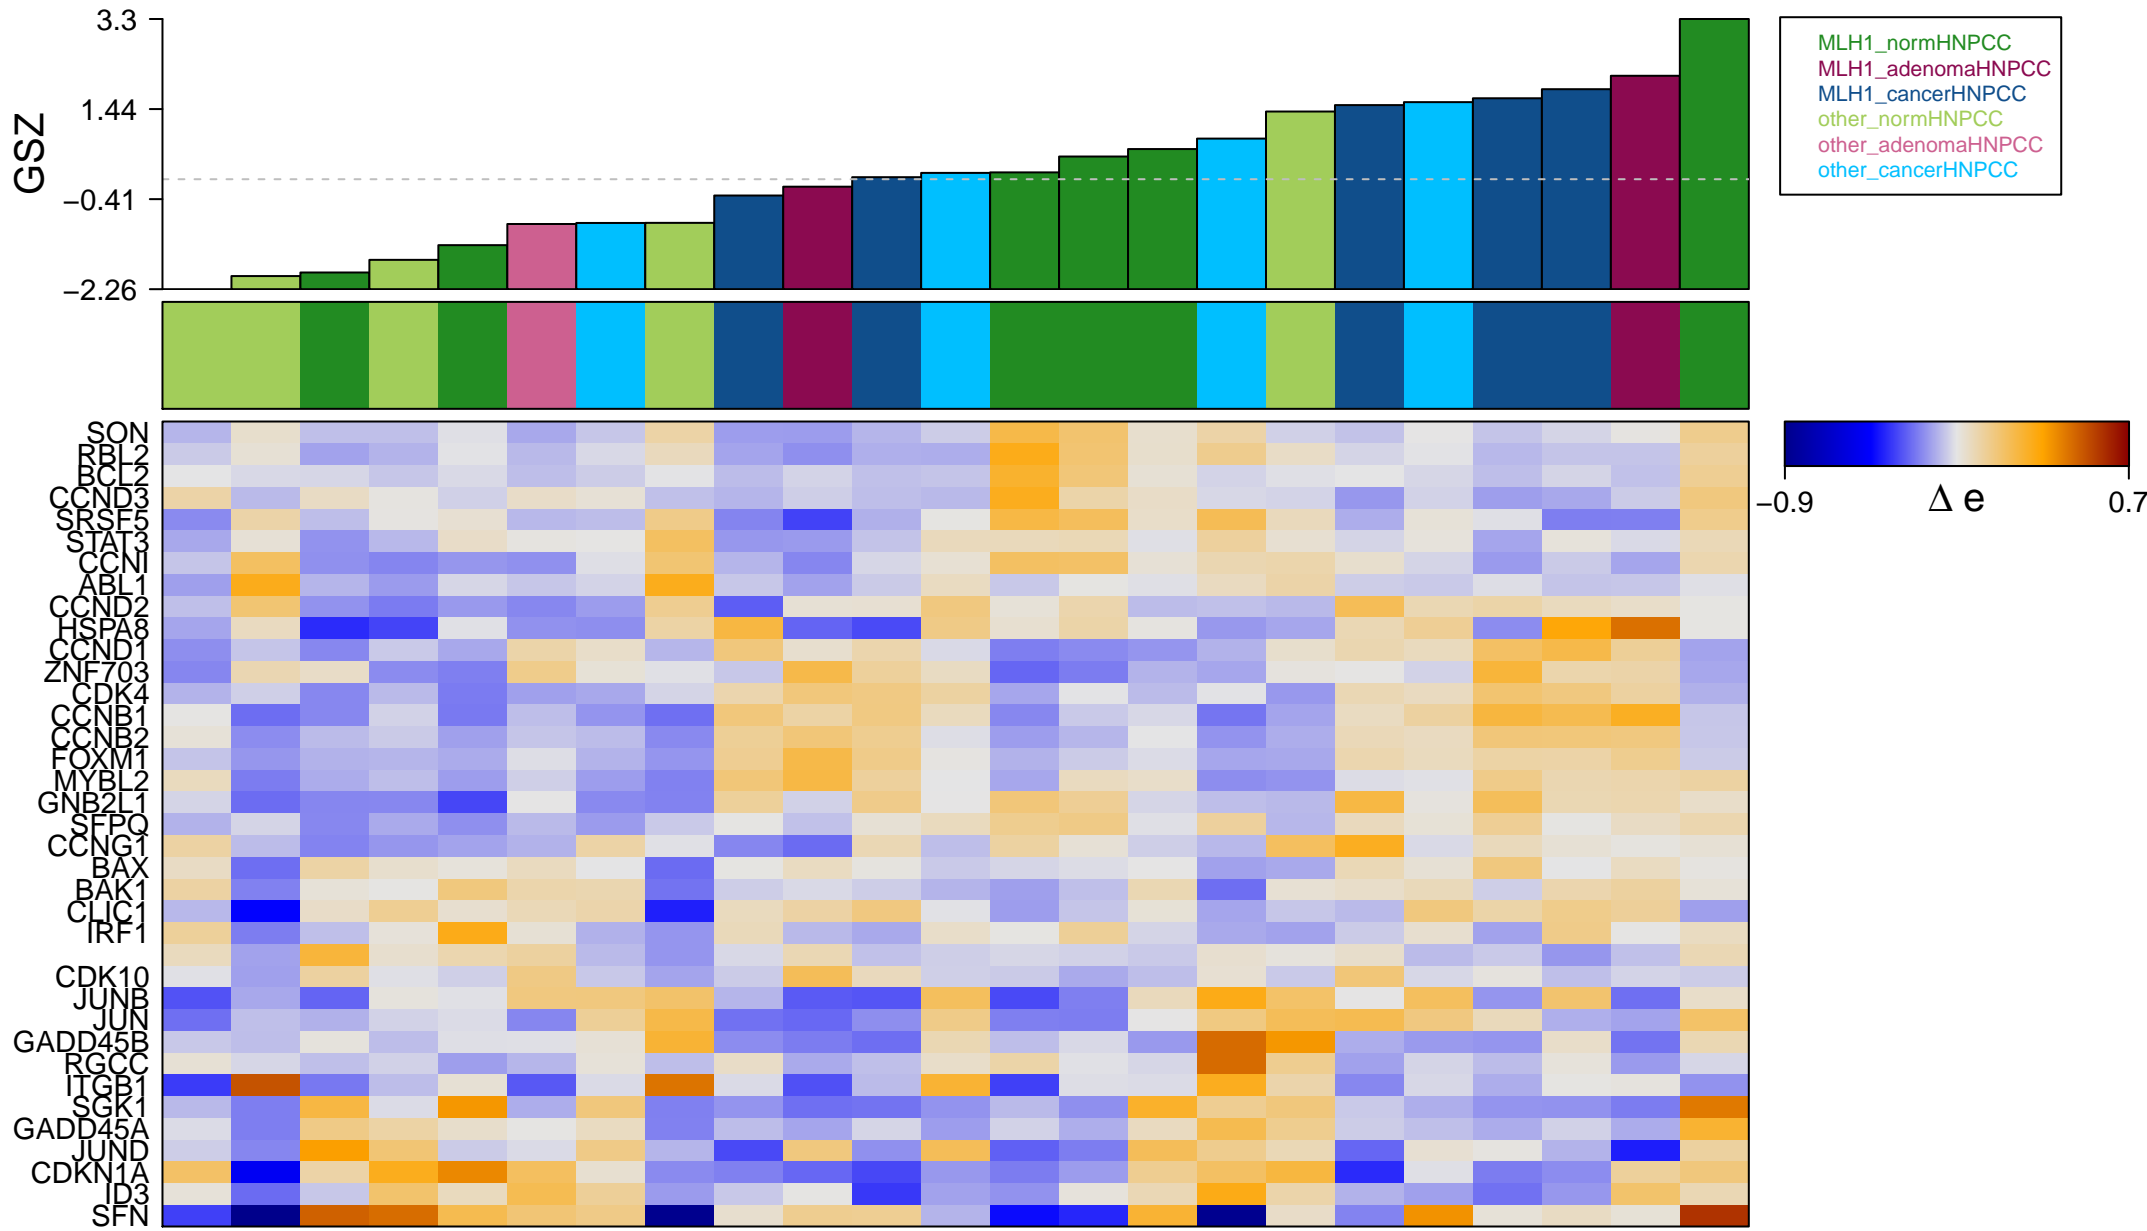 3.3
1.44
−0.41
−2.26
GSZ
MLH1_normHNPCC
MLH1_adenomaHNPCC
MLH1_cancerHNPCC
other_normHNPCC
other_adenomaHNPCC
other_cancerHNPCC
−0.9
Δ e
0.7
SON
RBL2
BCL2
CCND3
SRSF5
STAT3
CCNI
ABL1
CCND2
HSPA8
CCND1
ZNF703
CDK4
CCNB1
CCNB2
FOXM1
MYBL2
GNB2L1
SFPQ
CCNG1
BAX
BAK1
CLIC1
IRF1
CDK10
JUNB
JUN
GADD45B
RGCC
ITGB1
SGK1
GADD45A
JUND
CDKN1A
ID3
SFN